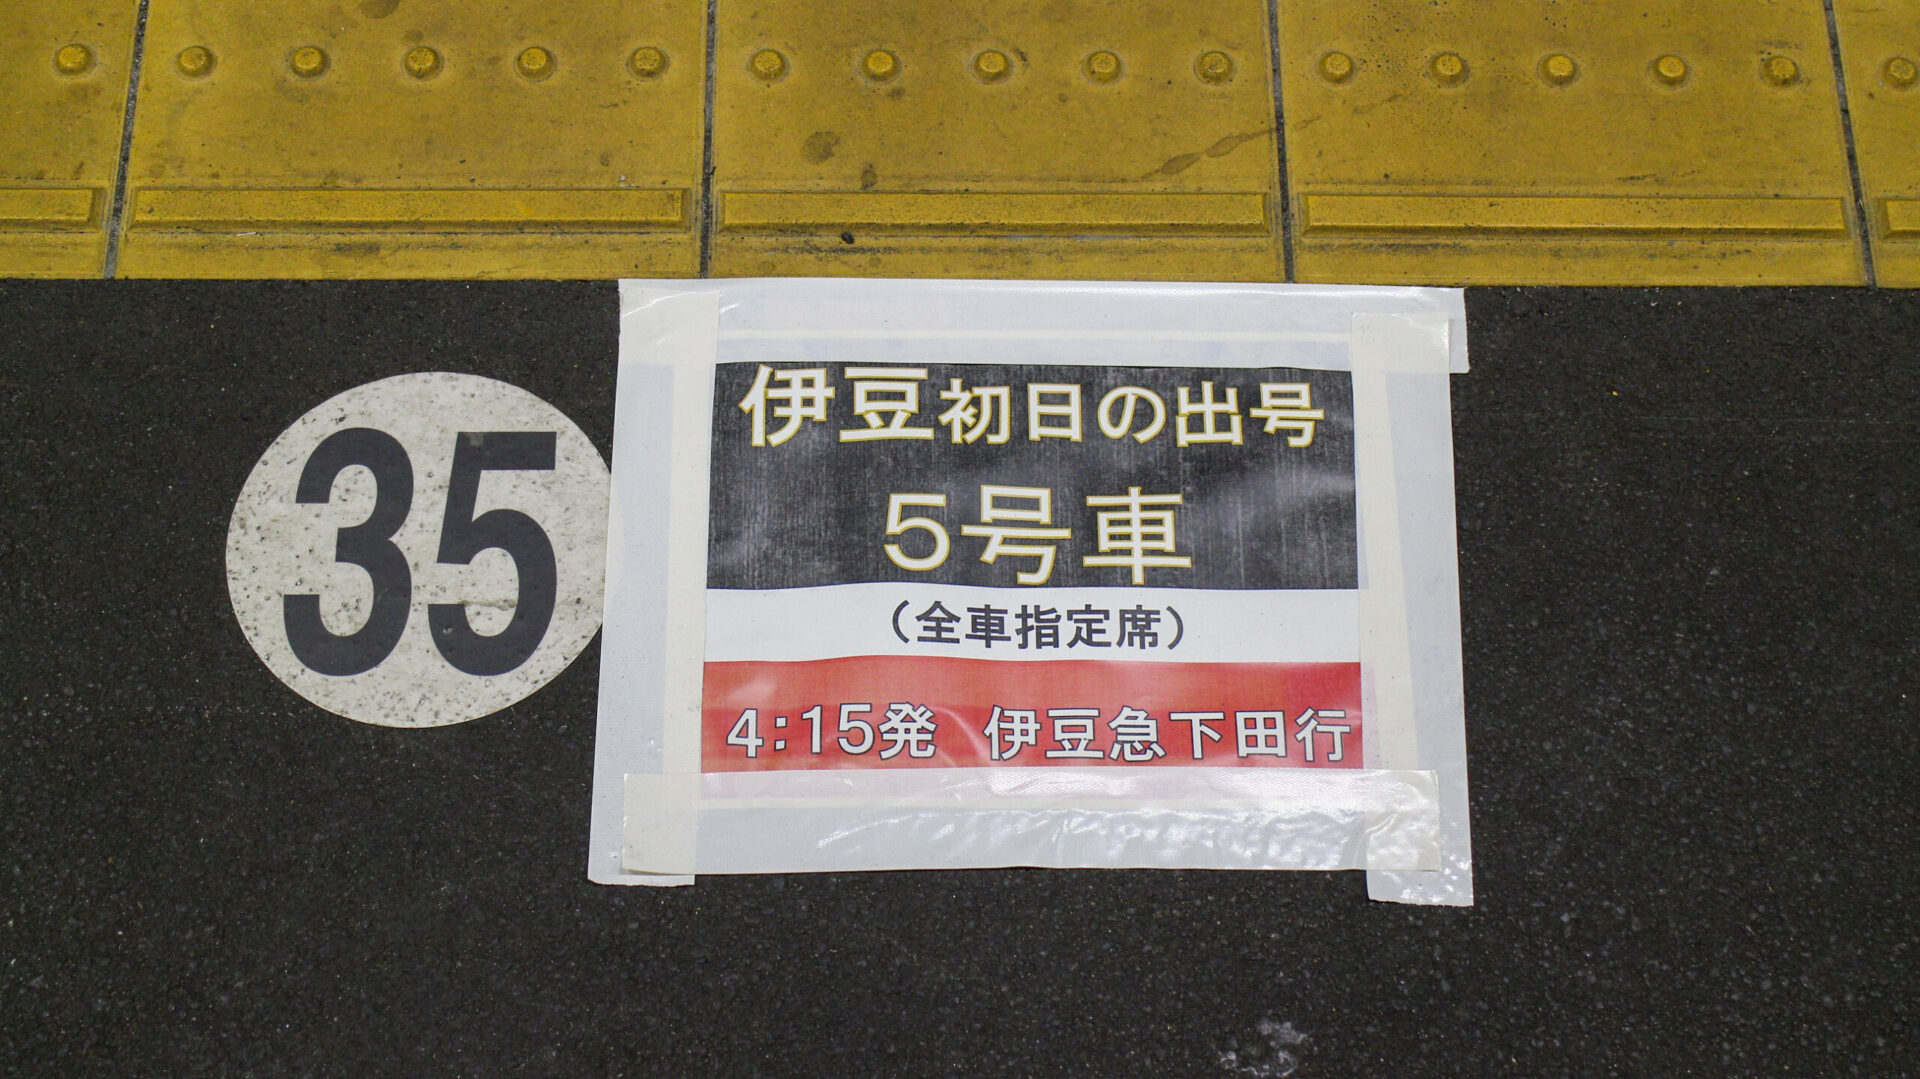 35
伊豆初日の出号
5号車
（全車指定席）
4：15発 伊豆急下田行